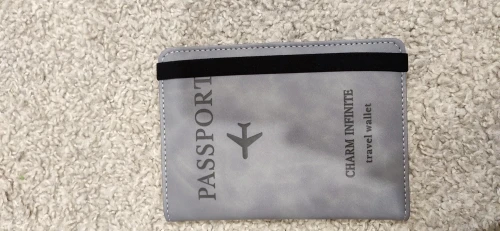 PASSPORT
CHARM INFINITE
travel wallet